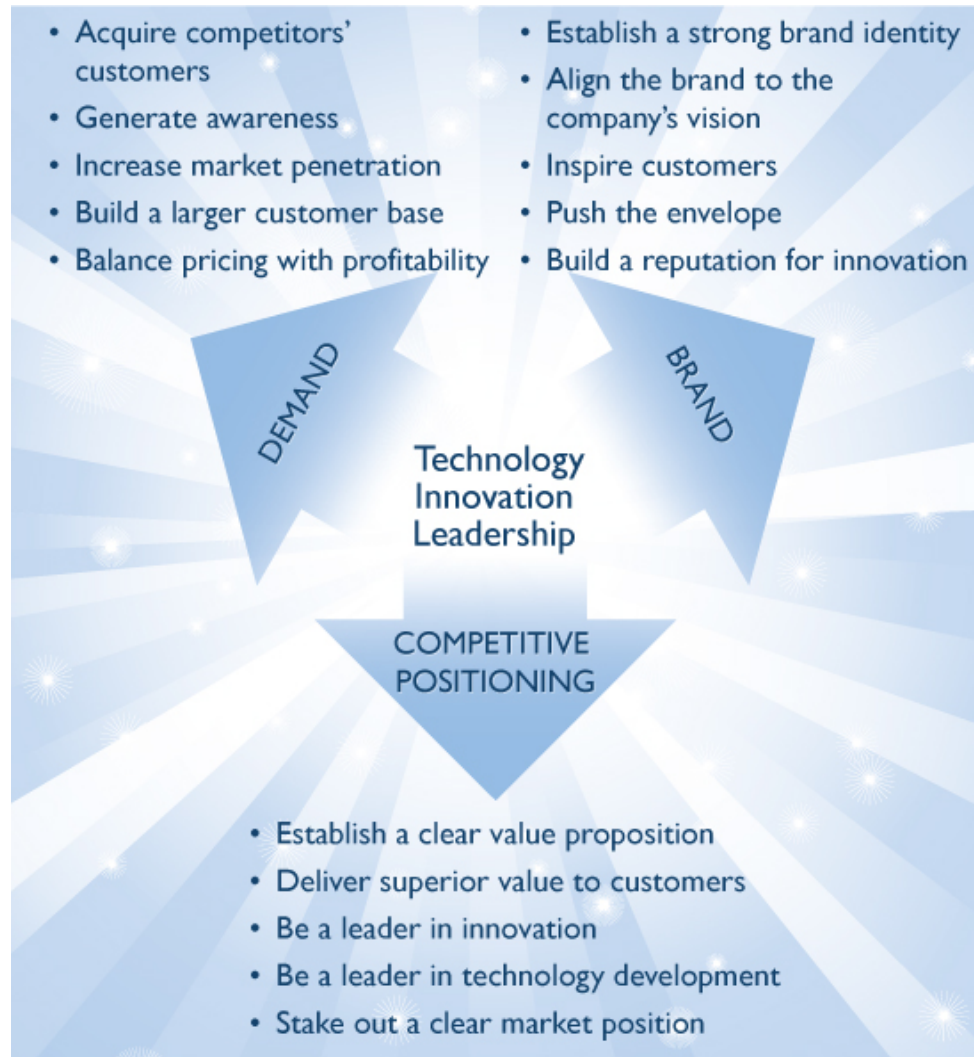 • Acquire competitors'
customers
• Generate awareness
• Increase market penetration
• Build a larger customer base
• Balance pricing with profitability
• Establish a strong brand identity
• Align the brand to the
company's vision
• Inspire customers
• Push the envelope
• Build a reputation for innovation
DEMAND
BRAND
Technology
Innovation
Leadership
COMPETITIVE
POSITIONING
• Establish a clear value proposition
• Deliver superior value to customers
• Be a leader in innovation
• Be a leader in technology development
• Stake out a clear market position